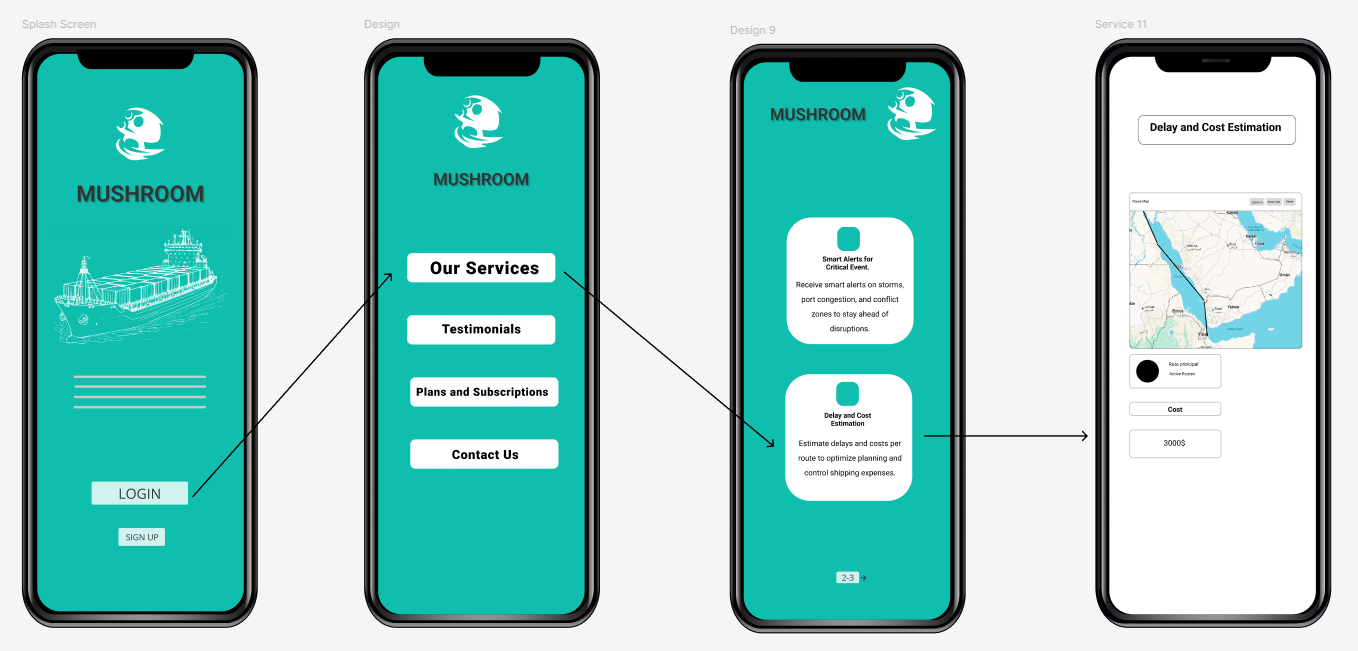 Splash Screen
MUSHROOM
LOGIN
SIGN UP
Design
MUSHROOM
Our Services
Testimonials
Plans and Subscriptions
Contact Us
Design 9
MUSHROOM
Smart Alerts for
Critical Event.
Receive smart alerts on storms,
port congestion, and conflict
zones to stay ahead of
disruptions.
Delay and Cost
Estimation
Estimate delays and costs per
route to optimize planning and
control shipping expenses.
2-3
Service 11
Delay and Cost Estimation
Route Map
Ruta principal
Active Routes
Cost
3000$